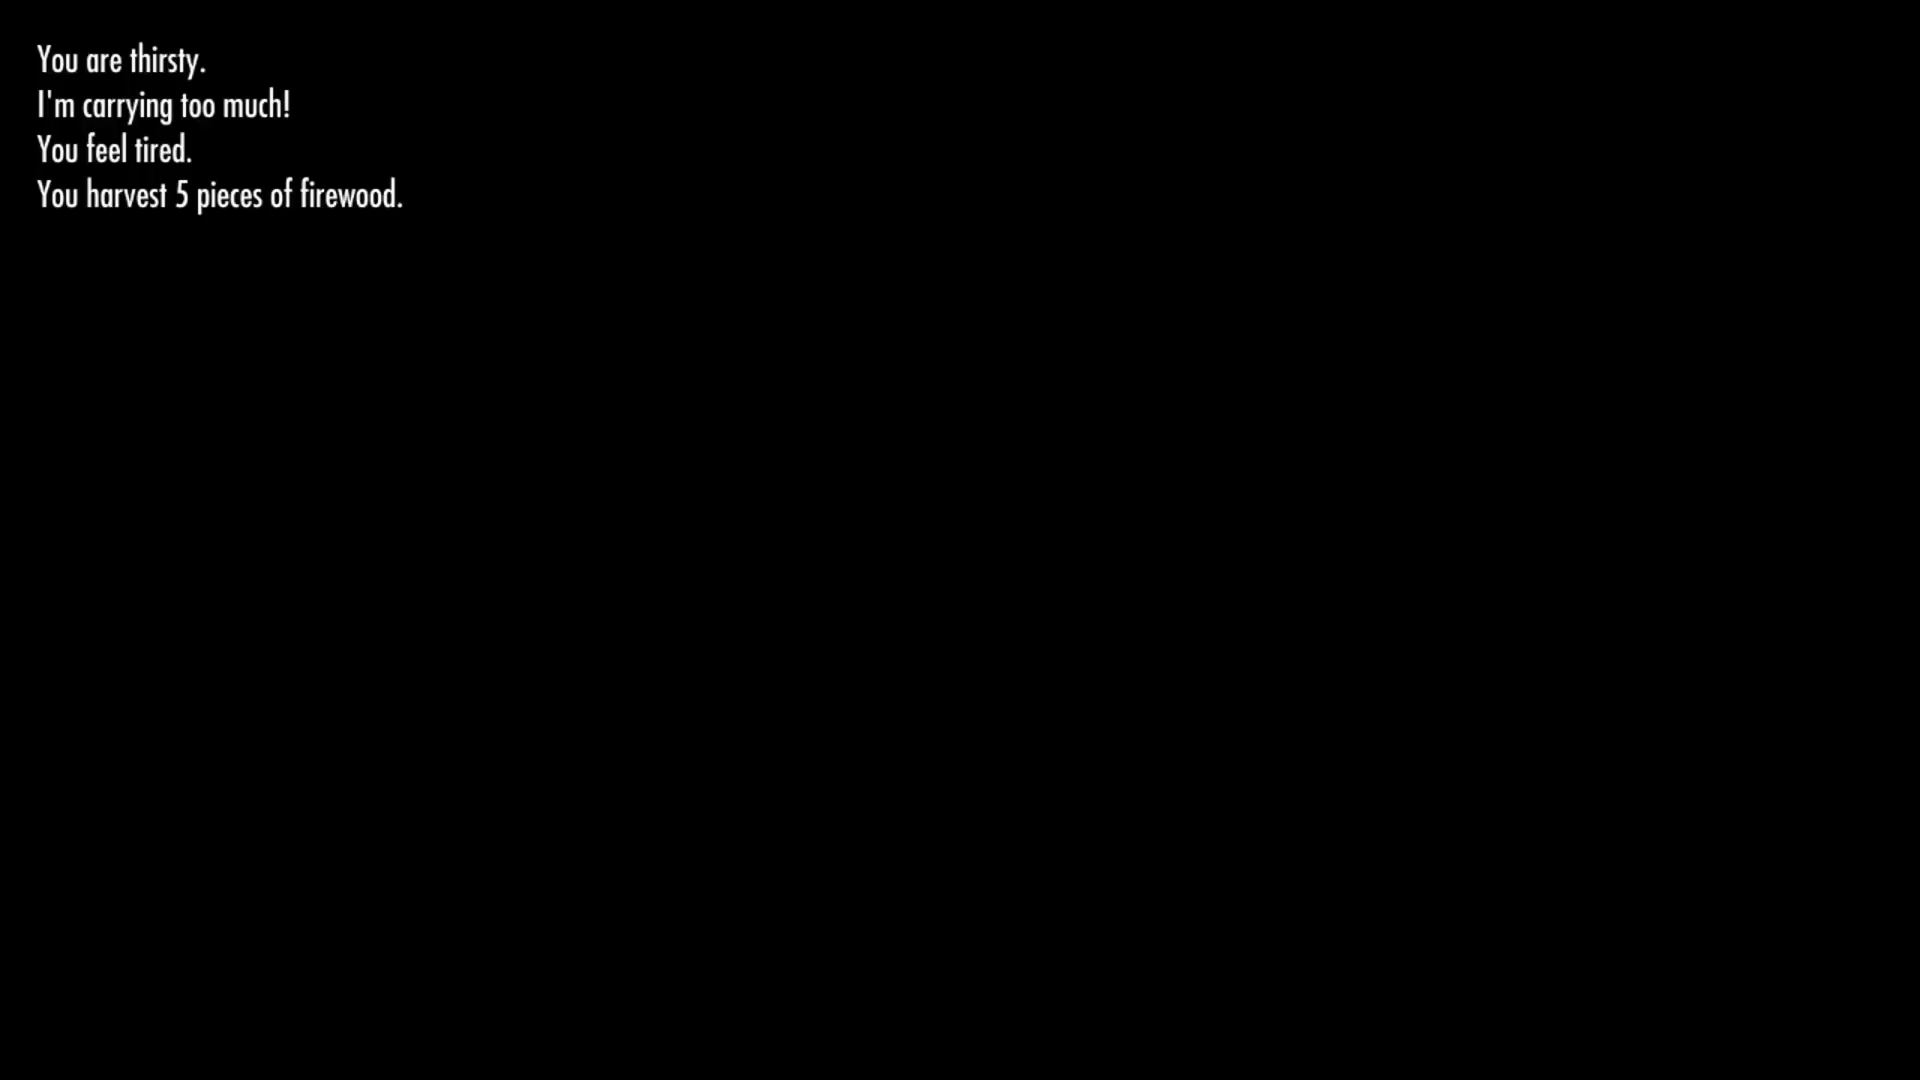 You are thirsty.
I'm carrying too much!
You feel tired.
You harvest 5 pieces of firewood.